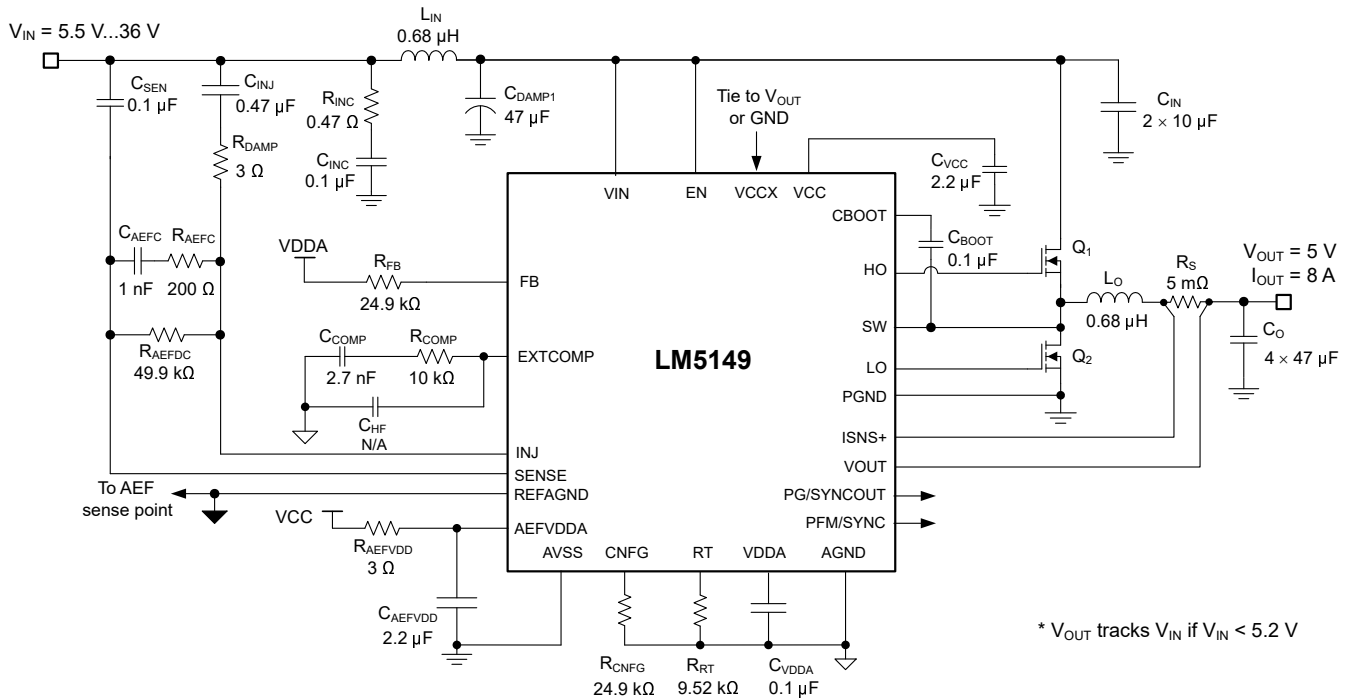 V_IN = 5.5 V...36 V
L_IN
0.68 µH
C_SEN
0.1 µF
C_INJ
0.47 µF
R_DAMP
3 Ω
R_INC
0.47 Ω
C_INC
0.1 µF
C_DAMP1
47 µF
Tie to V_OUT
or GND
C_IN
2 × 10 µF
C_VCC
2.2 µF
VIN
EN
VCCX
VCC
CBOOT
C_BOOT
0.1 µF
HO
Q_1
V_OUT = 5 V
I_OUT = 8 A
R_S
5 mΩ
L_O
0.68 µH
SW
LO
Q_2
C_O
4 × 47 µF
PGND
ISNS+
VOUT
PG/SYNCOUT
PFM/SYNC
C_AEFC
R_AEFC
1 nF
200 Ω
R_AEFDC
49.9 kΩ
VDDA
R_FB
24.9 kΩ
FB
C_COMP
R_COMP
2.7 nF
10 kΩ
EXTCOMP
C_HF
N/A
LM5149
INJ
SENSE
REFAGND
To AEF
sense point
VCC
R_AEFVDD
3 Ω
AEFVDDA
C_AEFVDD
2.2 µF
AVSS
CNFG
RT
VDDA
AGND
R_CNFG
24.9 kΩ
R_RT
9.52 kΩ
C_VDDA
0.1 µF
* V_OUT tracks V_IN if V_IN < 5.2 V